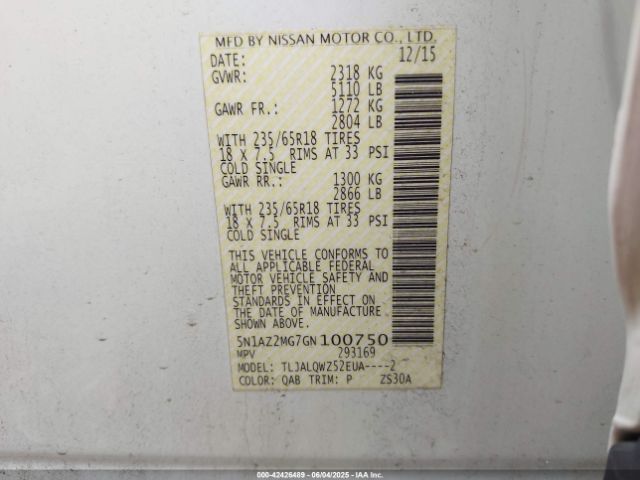 MFD BY NISSAN MOTOR CO., LTD.
DATE: 12/15
GVWR: 2318 KG
5110 LB
GAWR FR.: 1272 KG
2804 LB
WITH 235/65R18 TIRES
18 X 7.5 RIMS AT 33 PSI
COLD SINGLE
GAWR RR.: 1300 KG
2866 LB
WITH 235/65R18 TIRES
18 X 7.5 RIMS AT 33 PSI
COLD SINGLE
THIS VEHICLE CONFORMS TO
ALL APPLICABLE FEDERAL
MOTOR VEHICLE SAFETY AND
THEFT PREVENTION
STANDARDS IN EFFECT ON
THE DATE OF MANUFACTURE
SHOWN ABOVE.
5N1AZ2MG7GN100750
MPV 293169
MODEL: TLJALQWZ52EUA----2
COLOR: QAB TRIM: P ZS30A
000-42426489 - 06/04/2025 - IAA Inc.